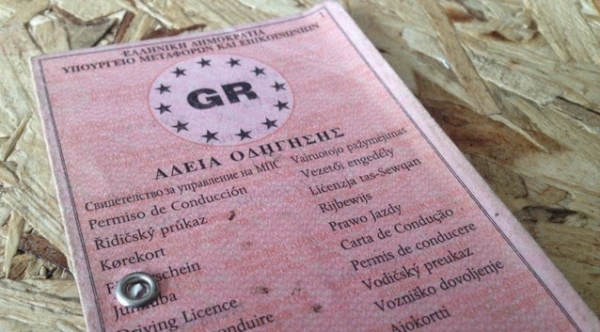 ΕΛΛΗΝΙΚΗ ΔΗΜΟΚΡΑΤΙΑ
ΥΠΟΥΡΓΕΙΟ ΜΕΤΑΦΟΡΩΝ ΚΑΙ ΕΠΙΚΟΙΝΩΝΙΩΝ
GR
ΑΔΕΙΑ ΟΔΗΓΗΣΗΣ
Свидетелство за управление на МПС
Permiso de Conducción
Řidičský průkaz
Kørekort
Driving Licence
Vairuotojo pažymėjimas
Vezetői engedély
Liċenzja tas-Sewqan
Rijbewijs
Prawo Jazdy
Carta de Condução
Permis de conducere
Vodičský preukaz
Vozniško dovoljenje
Ajokortti